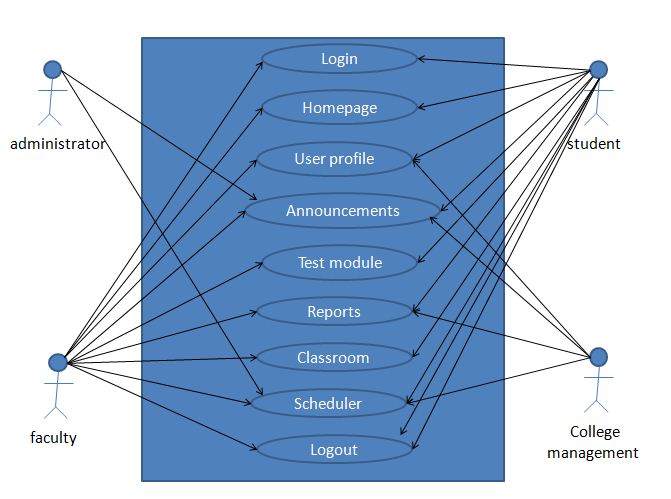 Login
Homepage
administrator
student
User profile
Announcements
Test module
Reports
Classroom
Scheduler
faculty
College
management
Logout